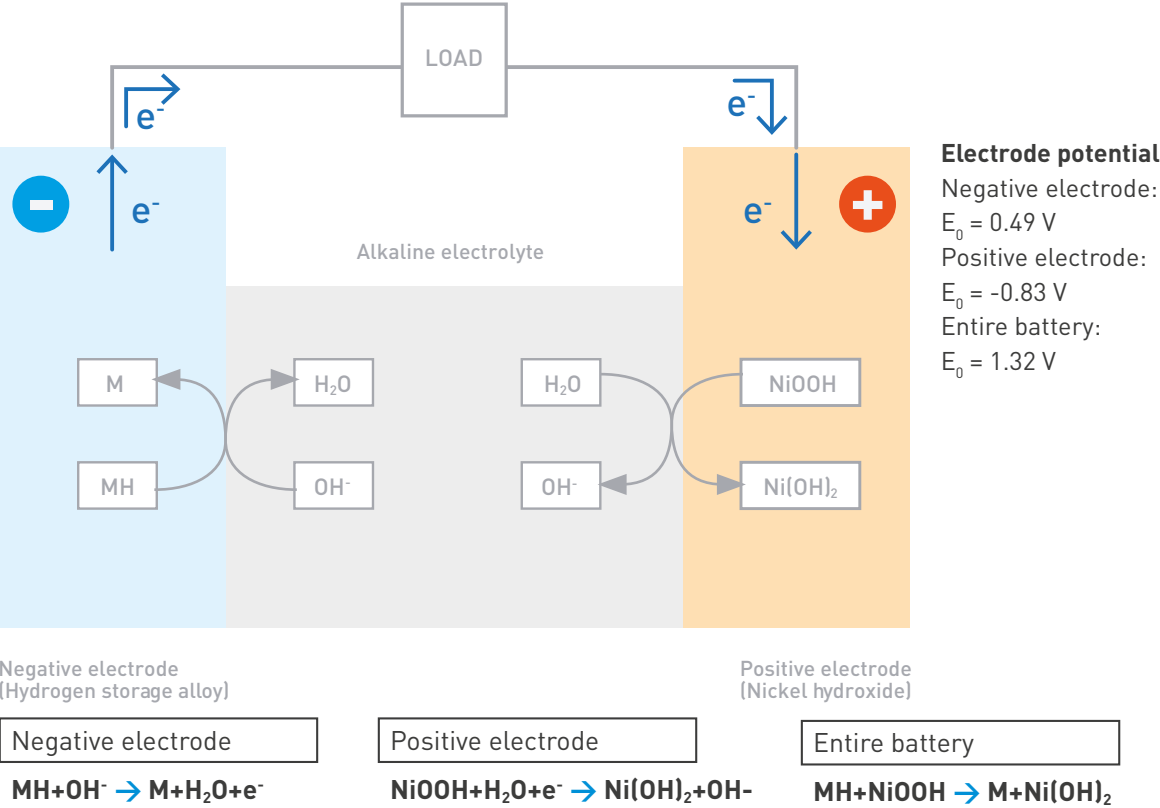 LOAD
e-
e-
e-
e-
-
+
Electrode potential
Negative electrode:
E₀ = 0.49 V
Positive electrode:
E₀ = -0.83 V
Entire battery:
E₀ = 1.32 V
Alkaline electrolyte
M
H₂O
H₂O
NiOOH
MH
OH-
OH-
Ni(OH)₂
Negative electrode
(Hydrogen storage alloy)
Positive electrode
(Nickel hydroxide)
Negative electrode
MH+OH- → M+H₂O+e-
Positive electrode
NiOOH+H₂O+e- → Ni(OH)₂+OH-
Entire battery
MH+NiOOH → M+Ni(OH)₂